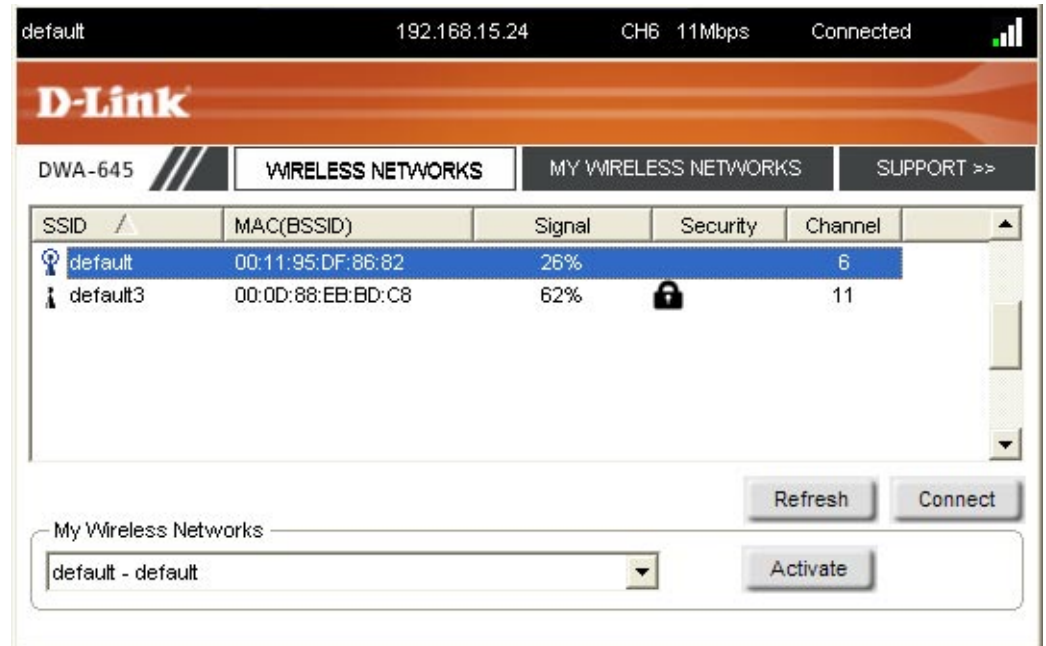 default 192.168.15.24 CH6 11Mbps Connected
D-Link
DWA-645 WIRELESS NETWORKS MY WIRELESS NETWORKS SUPPORT >>
SSID MAC(BSSID) Signal Security Channel
default 00:11:95:DF:86:82 26% 6
default3 00:0D:88:EB:BD:C8 62% 11
Refresh Connect
My Wireless Networks
default - default Activate